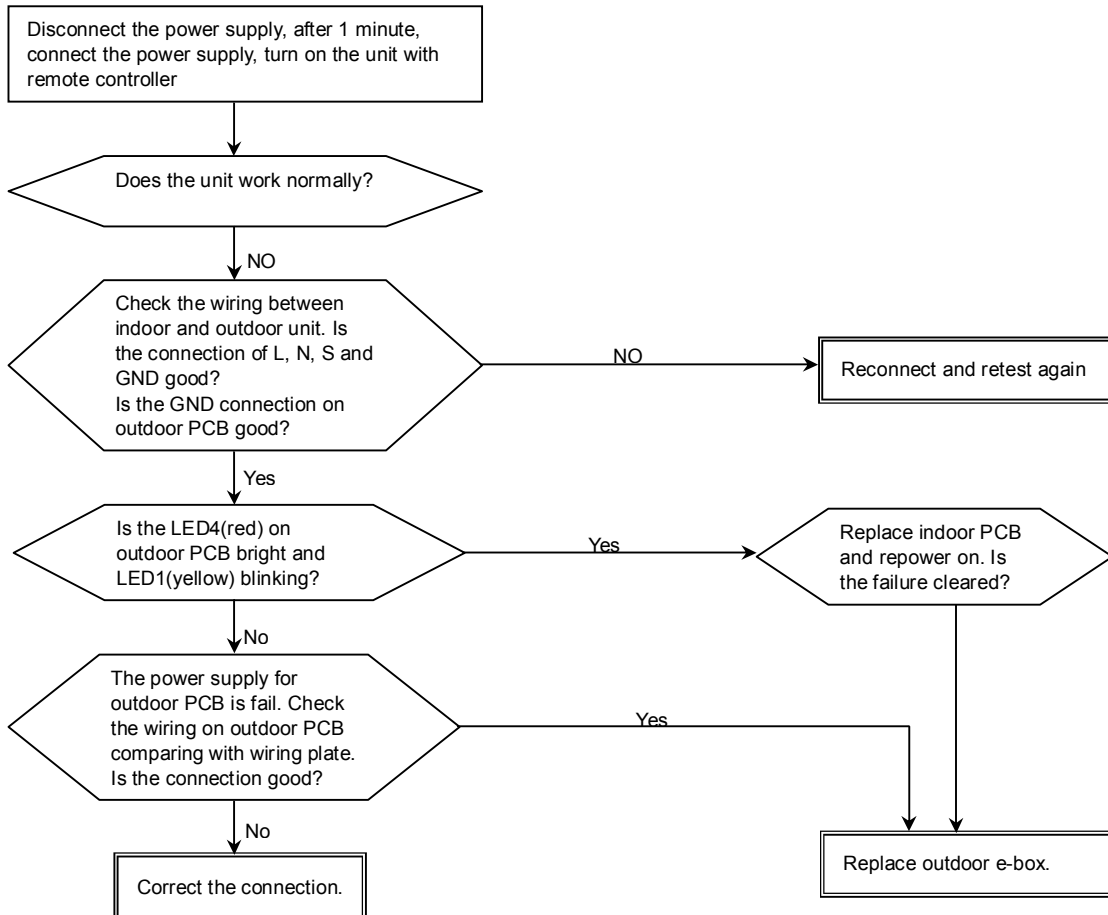 Disconnect the power supply, after 1 minute,
connect the power supply, turn on the unit with
remote controller
Does the unit work normally?
NO
Check the wiring between
indoor and outdoor unit. Is
the connection of L, N, S and
GND good?
Is the GND connection on
outdoor PCB good?
NO
Reconnect and retest again
Yes
Is the LED4(red) on
outdoor PCB bright and
LED1(yellow) blinking?
Yes
Replace indoor PCB
and repower on. Is
the failure cleared?
No
The power supply for
outdoor PCB is fail. Check
the wiring on outdoor PCB
comparing with wiring plate.
Is the connection good?
Yes
No
Correct the connection.
Replace outdoor e-box.